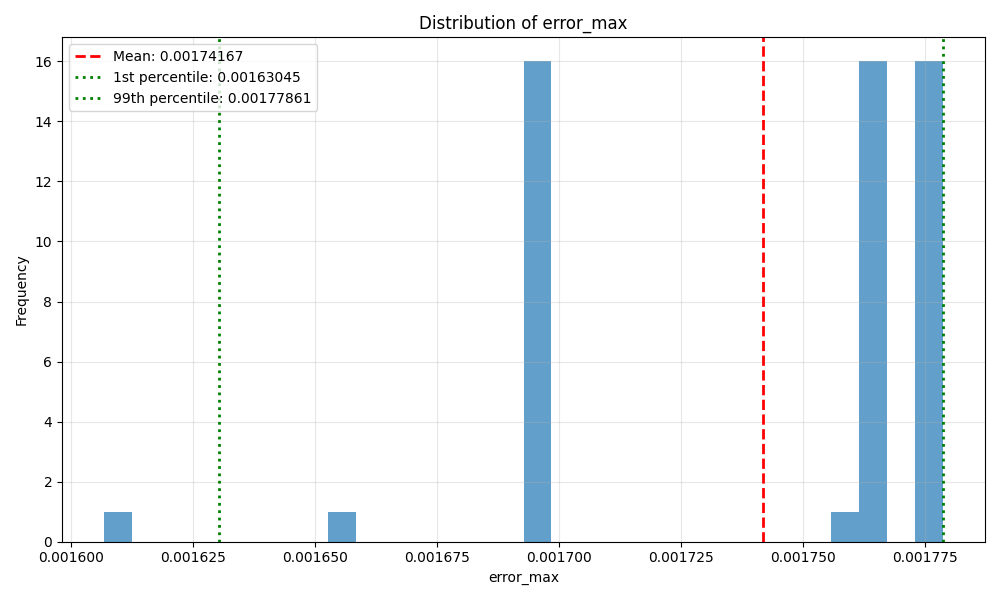 Distribution of error_max
Mean: 0.00174167
1st percentile: 0.00163045
99th percentile: 0.00177861
16
14
12
10
8
6
4
2
0
Frequency
0.001600 0.001625 0.001650 0.001675 0.001700 0.001725 0.001750 0.001775
error_max